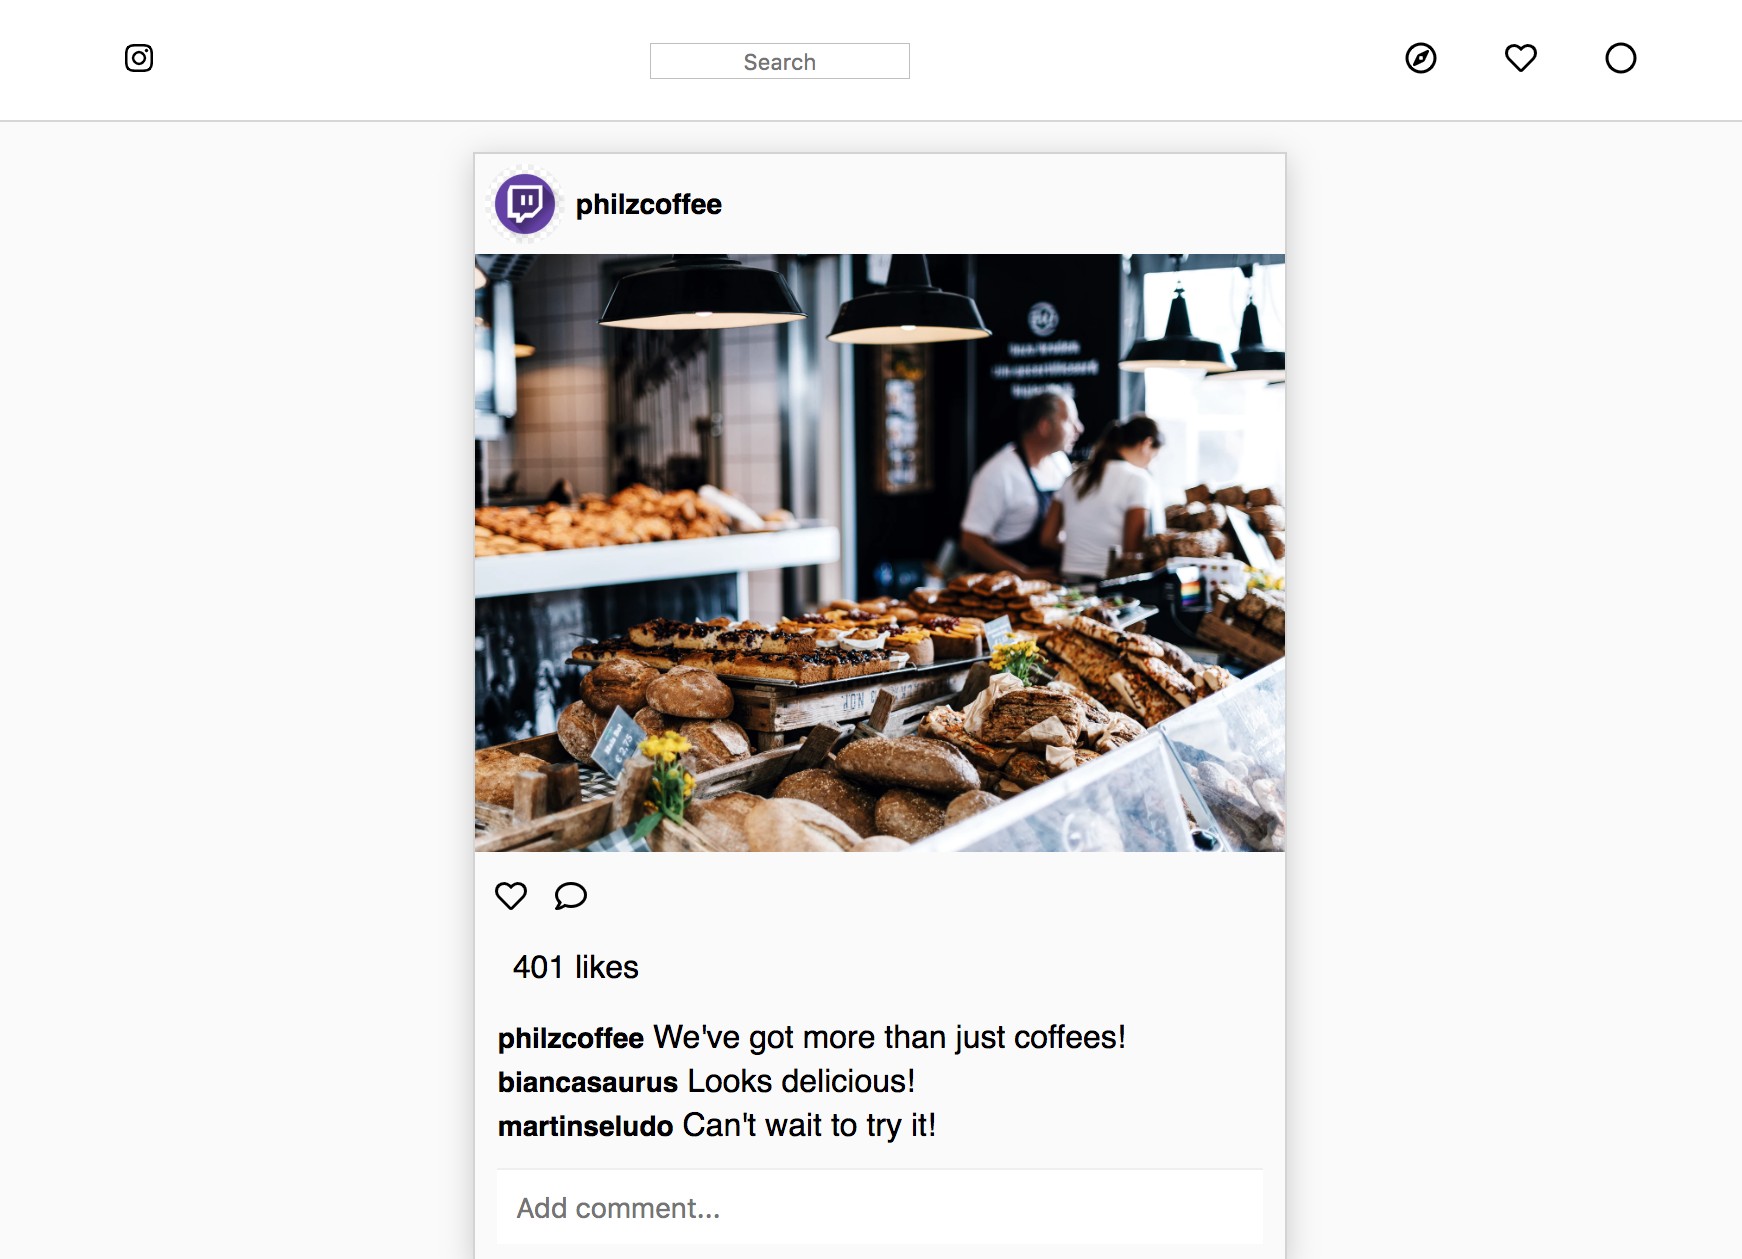 Search
philzcoffee
401 likes
philzcoffee We've got more than just coffees!
biancasaurus Looks delicious!
martinseludo Can't wait to try it!
Add comment...